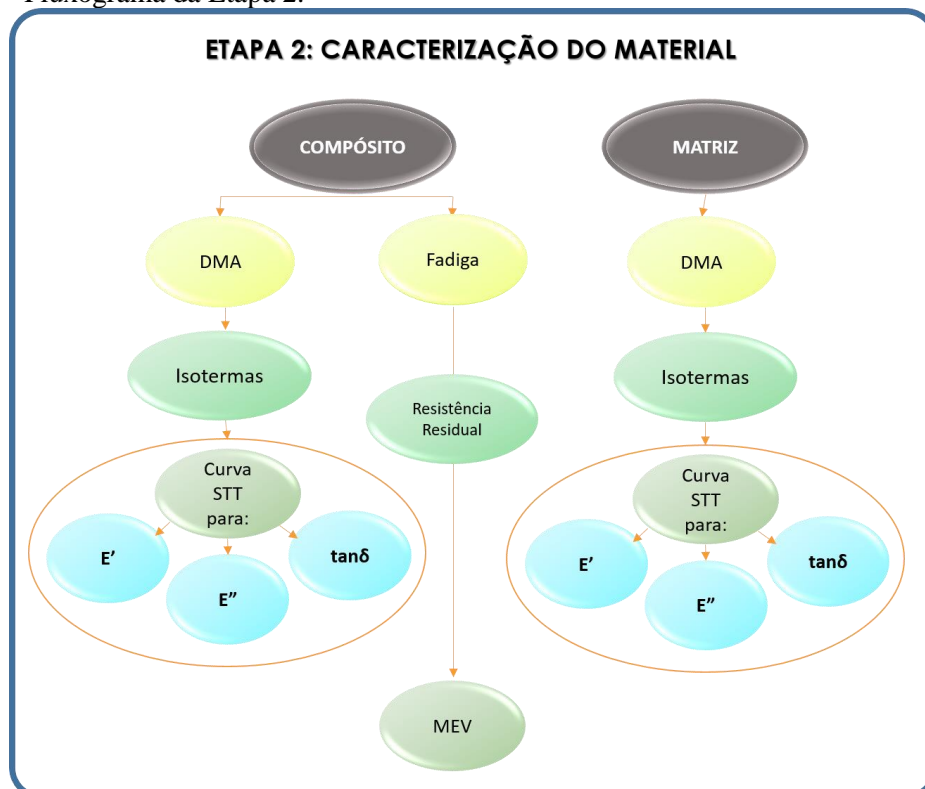 Fluxograma da Etapa 2.
ETAPA 2: CARACTERIZAÇÃO DO MATERIAL
COMPÓSITO
MATRIZ
DMA
Fadiga
DMA
Isotermas
Isotermas
Resistência
Residual
Curva
STT
para:
E’
E”
tanδ
Curva
STT
para:
E’
E”
tanδ
MEV